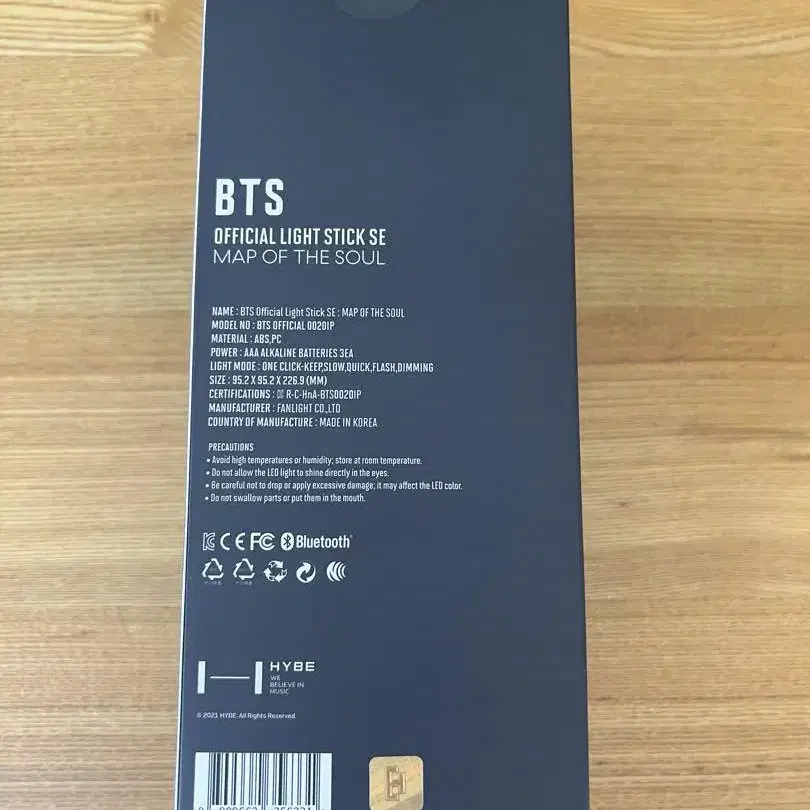 BTS
OFFICIAL LIGHT STICK SE
MAP OF THE SOUL
NAME : BTS Official Light Stick SE : MAP OF THE SOUL
MODEL NO : BTS OFFICIAL 0020IP
MATERIAL : ABS,PC
POWER : AAA ALKALINE BATTERIES 3EA
LIGHT MODE : ONE CLICK-KEEP,SLOW,QUICK,FLASH,DIMMING
SIZE : 95.2 X 95.2 X 226.9 (MM)
CERTIFICATIONS : R-C-HnA-BTS0020IP
MANUFACTURER : FANLIGHT CO.,LTD
COUNTRY OF MANUFACTURE : MADE IN KOREA
PRECAUTIONS
• Avoid high temperatures or humidity; store at room temperature.
• Do not allow the LED light to shine directly in the eyes.
• Be careful not to drop or apply excessive damage; it may affect the LED color.
• Do not swallow parts or put them in the mouth.
CE FC Bluetooth
HYBE
WE
BELIEVE IN
MUSIC
© 2021 HYBE. All Rights Reserved.